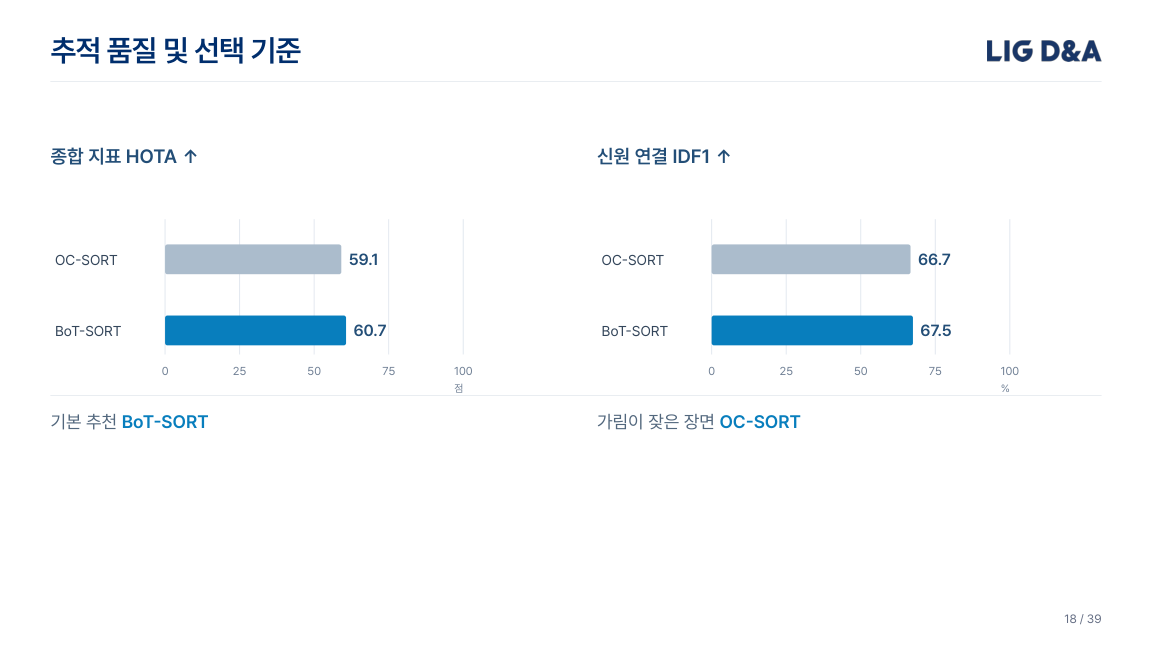 추적 품질 및 선택 기준
LIG D&A
종합 지표 HOTA ↑
OC-SORT
59.1
BoT-SORT
60.7
0 25 50 75 100
점
신원 연결 IDF1 ↑
OC-SORT
66.7
BoT-SORT
67.5
0 25 50 75 100
%
기본 추천 BoT-SORT
가림이 잦은 장면 OC-SORT
18 / 39